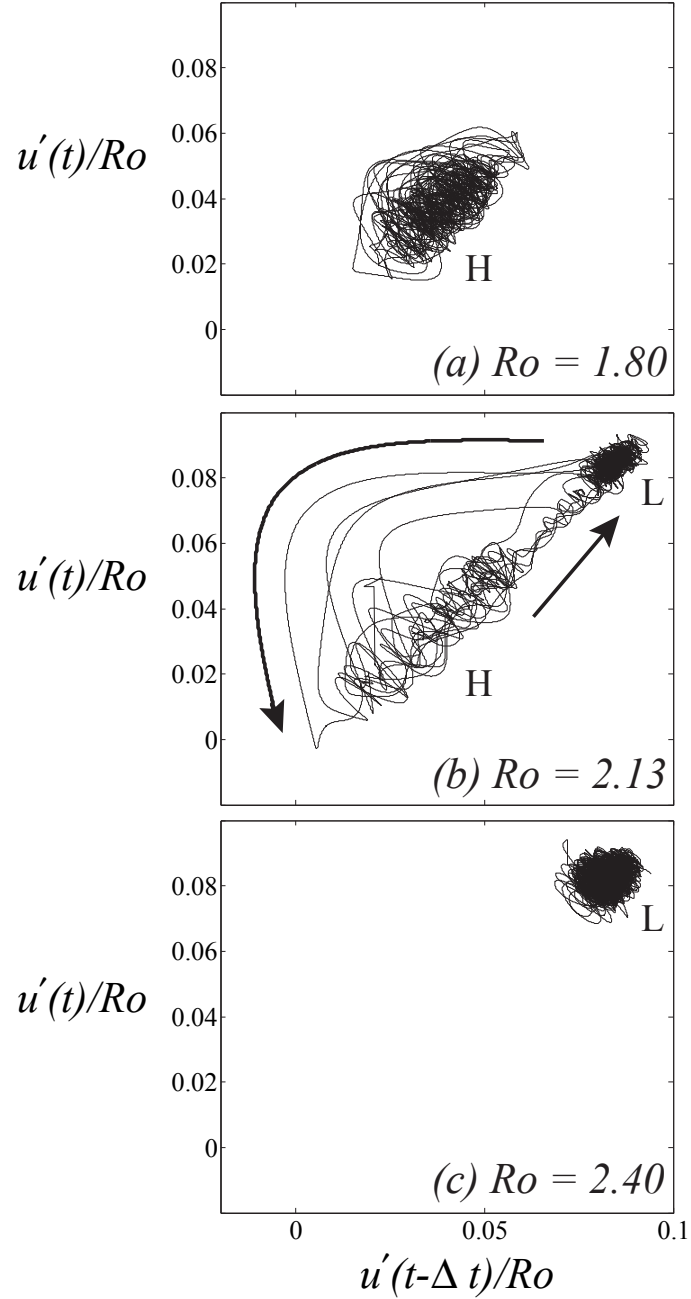 0.08
0.06
u′(t)/Ro
0.04
0.02
H
0
(a) Ro = 1.80
0.08
L
0.06
u′(t)/Ro
0.04
0.02
H
0
(b) Ro = 2.13
0.08
L
0.06
u′(t)/Ro
0.04
0.02
0
(c) Ro = 2.40
0 0.05 0.1
u′(t-Δ t)/Ro